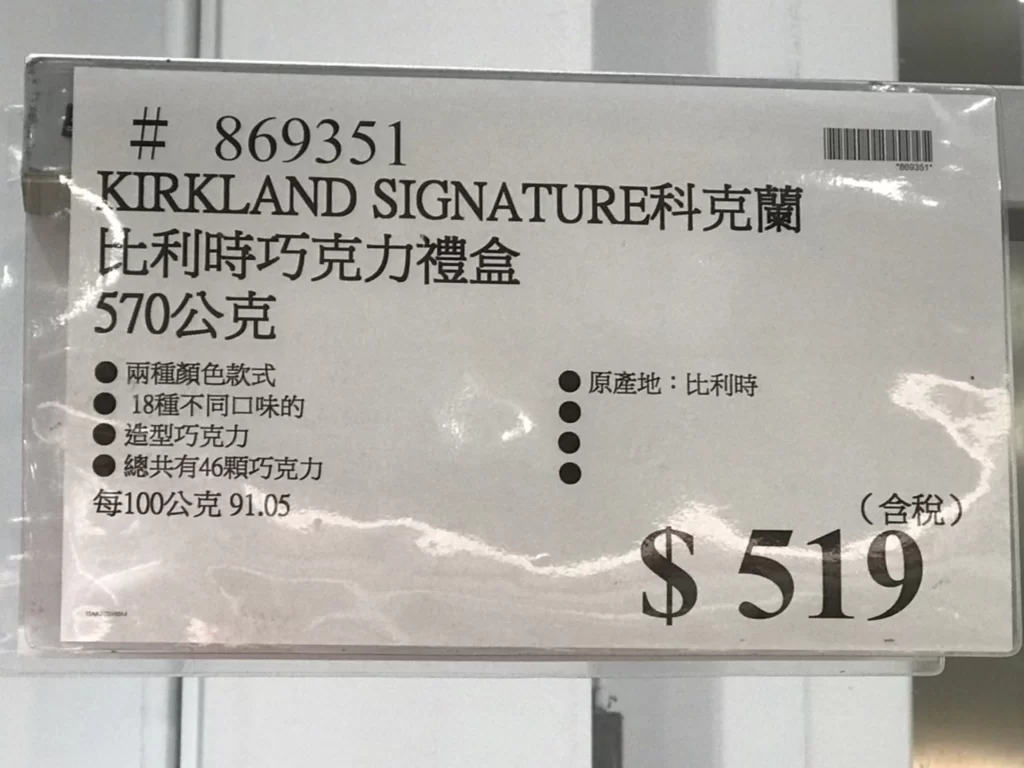 # 869351
*869351*
KIRKLAND SIGNATURE科克蘭
比利時巧克力禮盒
570公克
● 兩種顏色款式
● 18種不同口味的
● 造型巧克力
● 總共有46顆巧克力
● 原產地：比利時
●
●
●
每100公克 91.05
（含稅）
$ 519